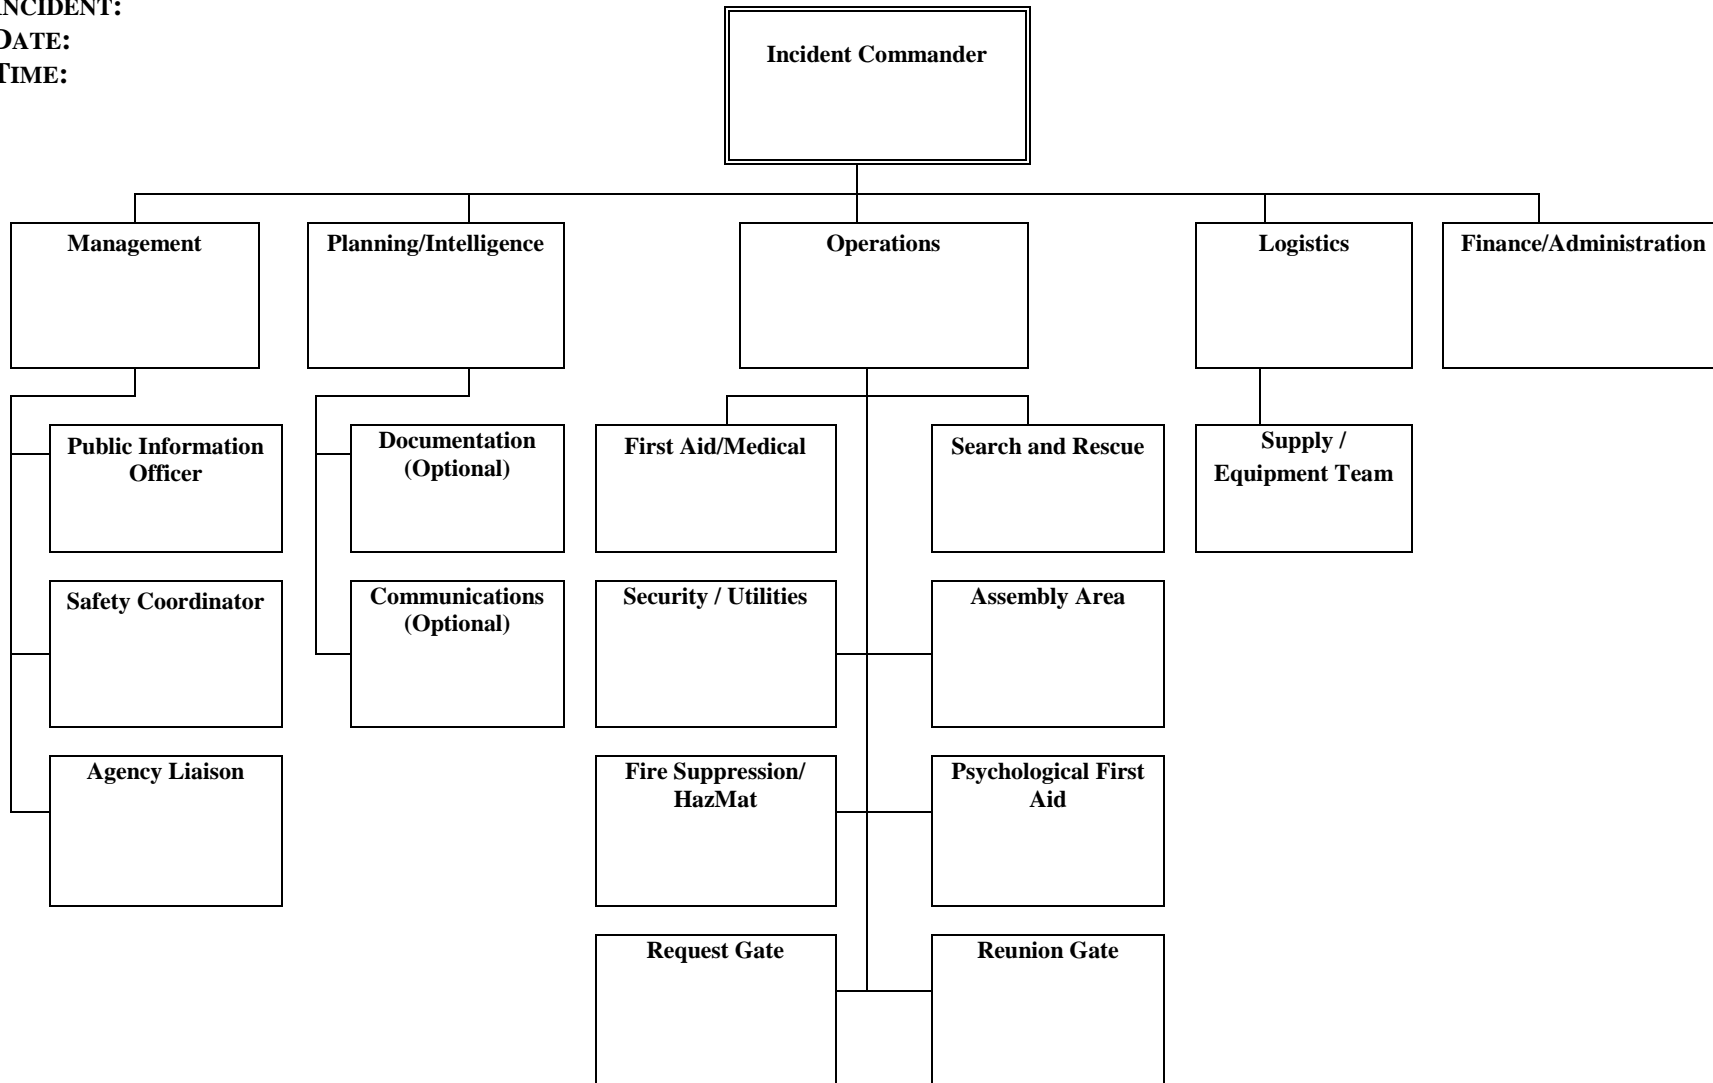 INCIDENT:
DATE:
TIME:
Incident Commander
Management
Planning/Intelligence
Operations
Logistics
Finance/Administration
Public Information
Officer
Documentation
(Optional)
First Aid/Medical
Search and Rescue
Supply /
Equipment Team
Safety Coordinator
Communications
(Optional)
Security / Utilities
Assembly Area
Agency Liaison
Fire Suppression/
HazMat
Psychological First
Aid
Request Gate
Reunion Gate